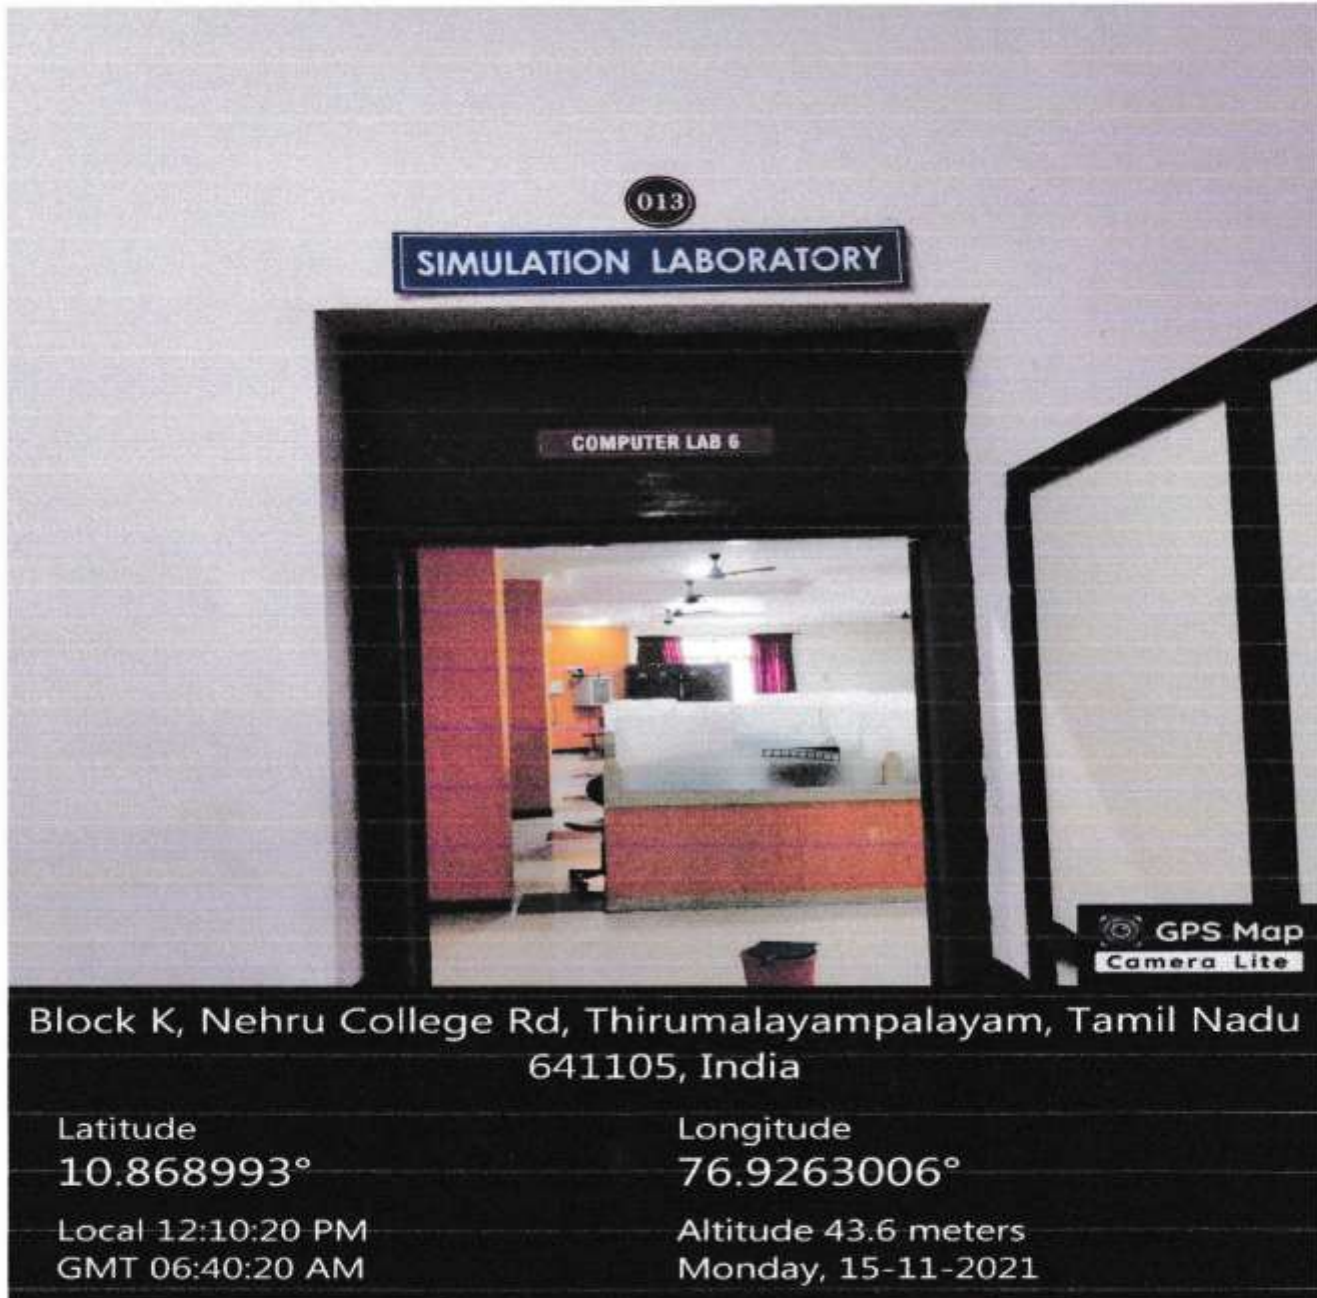 013
SIMULATION LABORATORY
COMPUTER LAB 6
GPS Map
Camera Lite
Block K, Nehru College Rd, Thirumalayampalayam, Tamil Nadu
641105, India
Latitude
10.868993°
Longitude
76.9263006°
Local 12:10:20 PM
GMT 06:40:20 AM
Altitude 43.6 meters
Monday, 15-11-2021